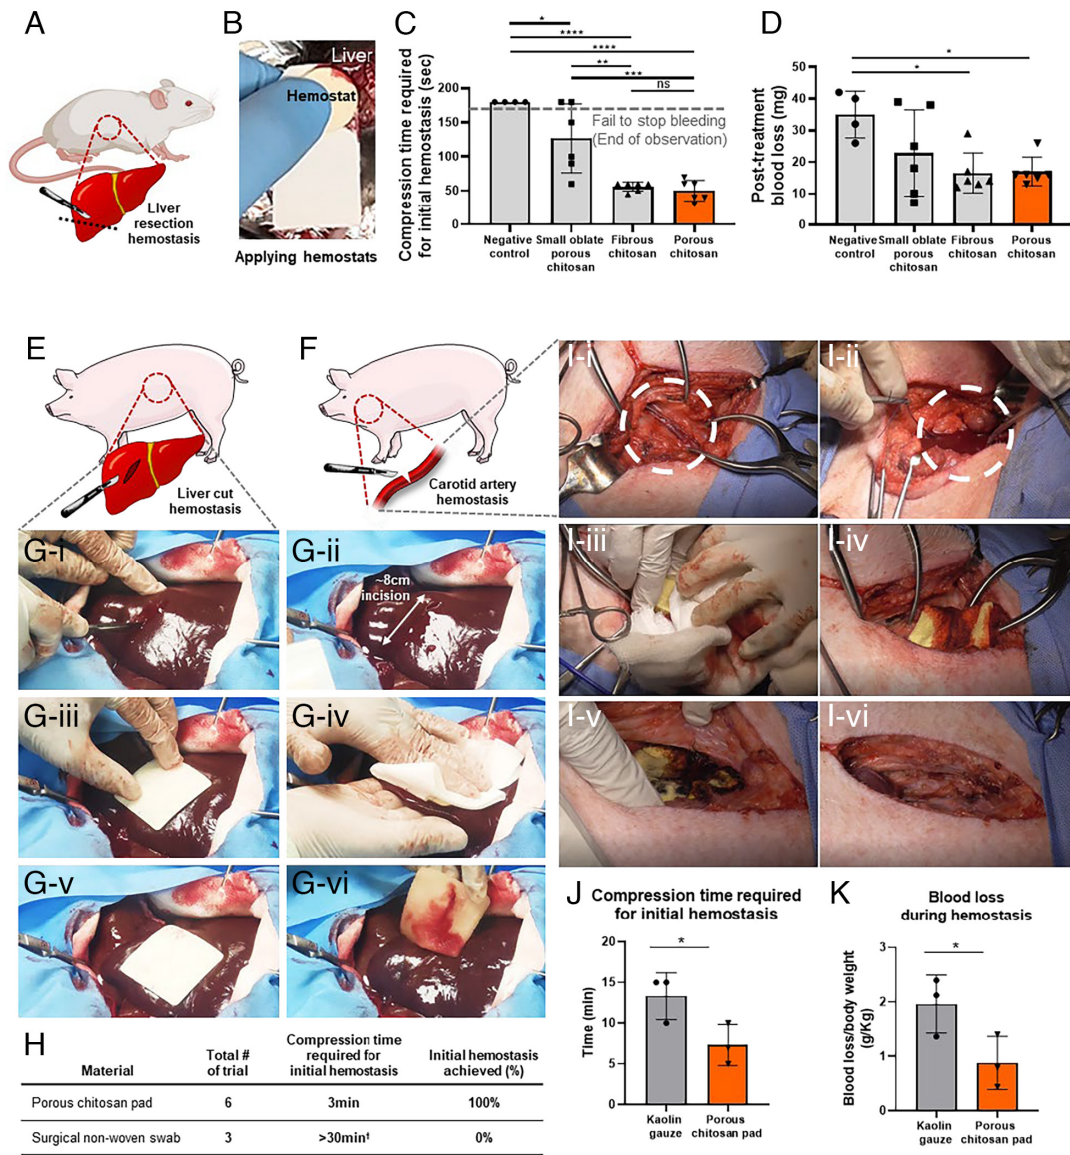 A
LIver
resection
hemostasis
B
Liver
Hemostat
Applying hemostats
C
Compression time required
for initial hemostasis (sec)
200
150
100
50
0
*
****
****
**
***
ns
Fail to stop bleeding
(End of observation)
Negative
control
Small oblate
porous
chitosan
Fibrous
chitosan
Porous
chitosan
D
Post-treatment
blood loss (mg)
50
40
30
20
10
0
*
*
Negative
control
Small oblate
porous
chitosan
Fibrous
chitosan
Porous
chitosan
E
Liver cut
hemostasis
F
Carotid artery
hemostasis
G-i
G-ii
~8cm
incision
G-iii
G-iv
G-v
G-vi
I-i
I-ii
I-iii
I-iv
I-v
I-vi
H
Material
Total #
of trial
Compression time
required for
initial hemostasis
Initial hemostasis
achieved (%)
Porous chitosan pad 6 3min 100%
Surgical non-woven swab 3 >30min† 0%
J
Compression time required
for initial hemostasis
Time (min)
20
15
10
5
0
*
Kaolin
gauze
Porous
chitosan pad
K
Blood loss
during hemostasis
Blood loss/body weight
(g/Kg)
3
2
1
0
*
Kaolin
gauze
Porous
chitosan pad